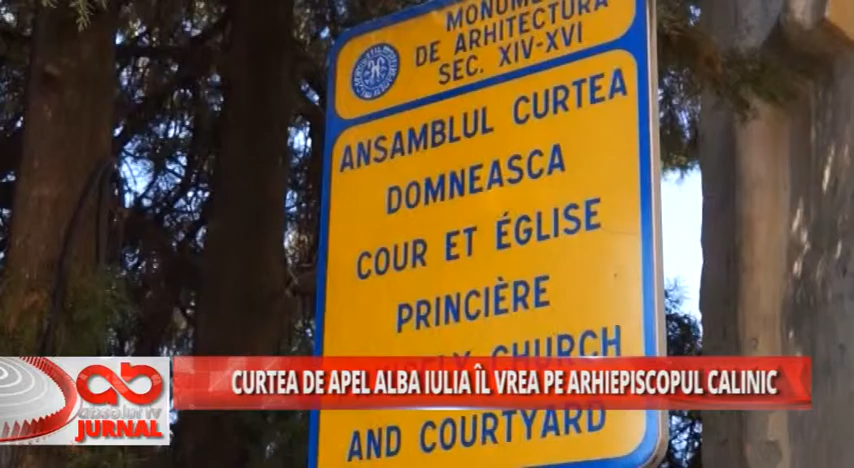 MONUMENT
DE ARHITECTURA
SEC. XIV-XVI
ANSAMBLUL CURTEA
DOMNEASCA
COUR ET ÉGLISE
PRINCIÈRE
CHURCH
AND COURTYARD
CURTEA DE APEL ALBA IULIA ÎL VREA PE ARHIEPISCOPUL CALINIC
ab
absolut TV
JURNAL